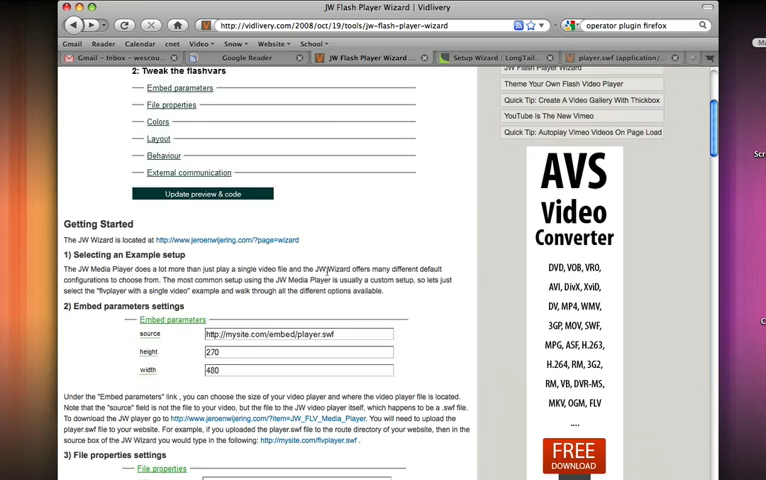 JW Flash Player Wizard | Vidlivery
http://vidlivery.com/2008/oct/19/tools/jw-flash-player-wizard
operator plugin firefox
Gmail Reader Calendar cnet Video Snow Website School
Gmail - Inbox - wescou...
Google Reader
JW Flash Player Wizard ...
Setup Wizard | LongTail...
player.swf (application/...
2: Tweak the flashvars
Embed parameters
File properties
Colors
Layout
Behaviour
External communication
Update preview & code
Getting Started
The JW Wizard is located at http://www.jeroenwijering.com/?page=wizard
1) Selecting an Example setup
The JW Media Player does a lot more than just play a single video file and the JW Wizard offers many different default
configurations to choose from. The most common setup using the JW Media Player is usually a custom setup, so lets just
select the "flvplayer with a single video" example and walk through all the different options available.
2) Embed parameters settings
Embed parameters
source http://mysite.com/embed/player.swf
height 270
width 480
Under the "Embed parameters" link , you can choose the size of your video player and where the video player file is located.
Note that the "source" field is not the file to your video, but the file to the JW video player itself, which happens to be a .swf file.
To download the JW player go to http://www.jeroenwijering.com/?item=JW_FLV_Media_Player. You will need to upload the
player.swf file to your website. For example, if you uploaded the player.swf file to the route directory of your website, then in the
source box of the JW Wizard you would type in the following: http://mysite.com/flvplayer.swf .
3) File properties settings
File properties
JW Flash Player Wizard
Theme Your Own Flash Video Player
Quick Tip: Create A Video Gallery With Thickbox
YouTube Is The New Vimeo
Quick Tip: Autoplay Vimeo Videos On Page Load
AVS
Video
Converter
DVD, VOB, VRO,
AVI, DivX, XviD,
DV, MP4, WMV,
3GP, MOV, SWF,
MPG, ASF, H.263,
H.264, RM, 3G2,
RM, VB, DVR-MS,
MKV, OGM, FLV
....
FREE
DOWNLOAD
Ma
Scr